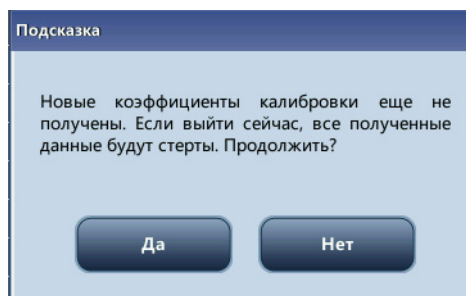 Подсказка
Новые коэффициенты калибровки еще не
получены. Если выйти сейчас, все полученные
данные будут стерты. Продолжить?
Да
Нет